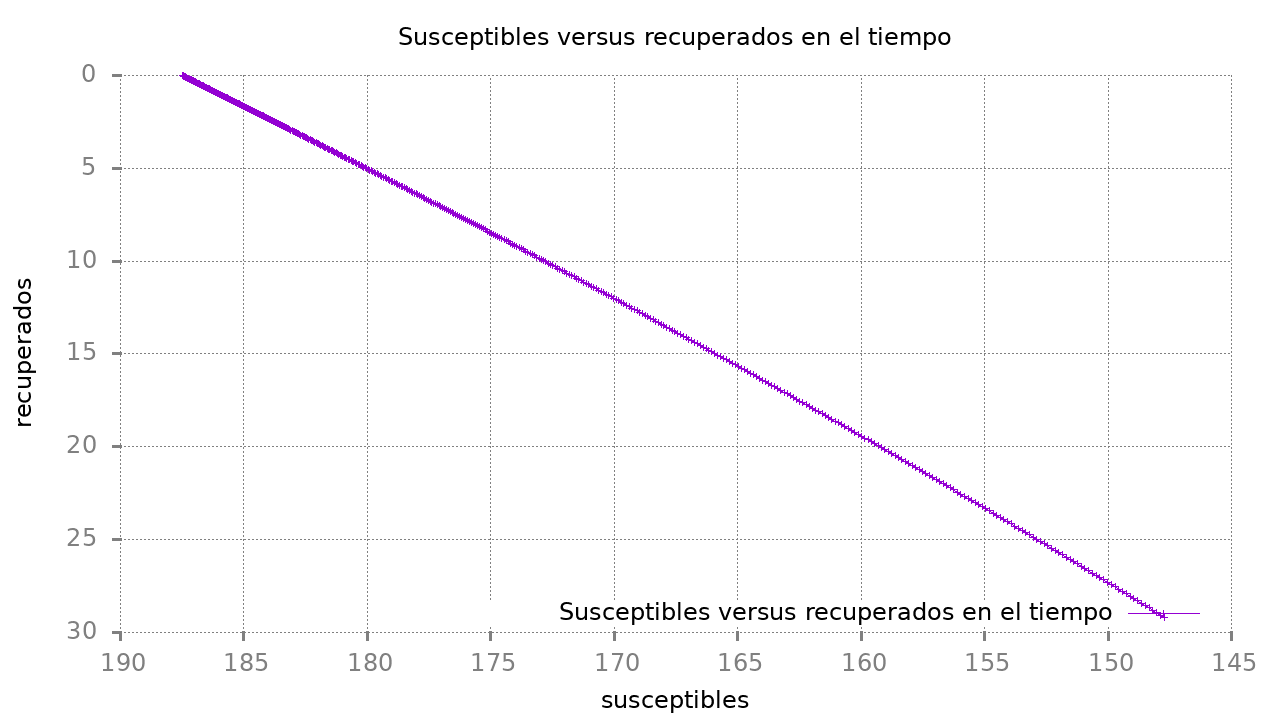 Susceptibles versus recuperados en el tiempo
0
5
10
15
20
25
30
recuperados
Susceptibles versus recuperados en el tiempo
190 185 180 175 170 165 160 155 150 145
susceptibles